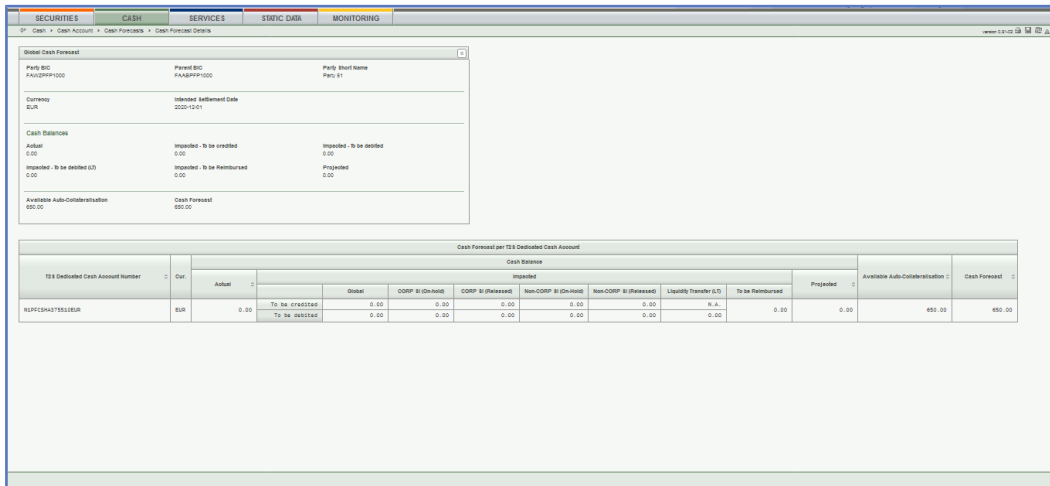 SECURITIES CASH SERVICES STATIC DATA MONITORING
Cash > Cash Account > Cash Forecasts > Cash Forecast Details
Global Cash Forecast
Party BIC Parent BIC Party Short Name
FAWZPFP1000 FAABPFP1000 Party 81
Currency Intended Settlement Date
EUR 2020-12-01
Cash Balances
Actual Impacted - To be credited Impacted - To be debited
0.00 0.00 0.00
Impacted - To be debited (LT) Impacted - To be Reimbursed Projected
0.00 0.00 0.00
Available Auto-Collateralisation Cash Forecast
650.00 650.00
Cash Forecast per T2S Dedicated Cash Account
Cash Balance
T2S Dedicated Cash Account Number Cur. Actual Impacted Projected Available Auto-Collateralisation Cash Forecast
Global CORP SI (On-hold) CORP SI (Released) Non-CORP SI (On-Hold) Non-CORP SI (Released) Liquidity Transfer (LT) To be Reimbursed
To be credited 0.00 0.00 0.00 0.00 0.00 N.A.
EUR 0.00 0.00 0.00 650.00 650.00
To be debited 0.00 0.00 0.00 0.00 0.00 0.00